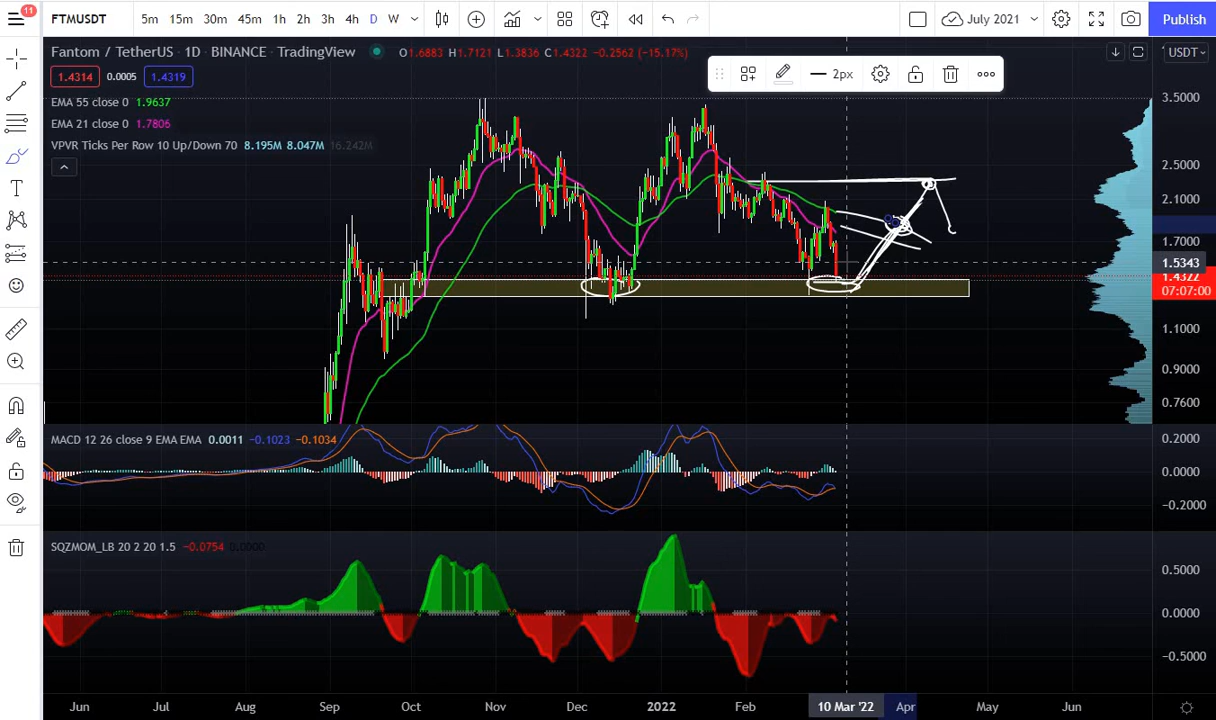 11
FTMUSDT 5m 15m 30m 45m 1h 2h 3h 4h D W July 2021 Publish
Fantom / TetherUS · 1D · BINANCE · TradingView O1.6883 H1.7121 L1.3836 C1.4322 −0.2562 (−15.17%) USDT
1.4314 0.0005 1.4319
2px
EMA 55 close 0 1.9637
EMA 21 close 0 1.7806
VPVR Ticks Per Row 10 Up/Down 70 8.195M 8.047M 16.242M
3.5000
2.5000
2.1000
1.7000
1.5343
1.4322
07:07:00
1.1000
0.9000
0.7600
MACD 12 26 close 9 EMA EMA 0.0011 −0.1023 −0.1034
0.2000
0.0000
−0.2000
SQZMOM_LB 20 2 20 1.5 −0.0754 0.0000
0.5000
0.0000
−0.5000
Jun Jul Aug Sep Oct Nov Dec 2022 Feb 10 Mar '22 Apr May Jun